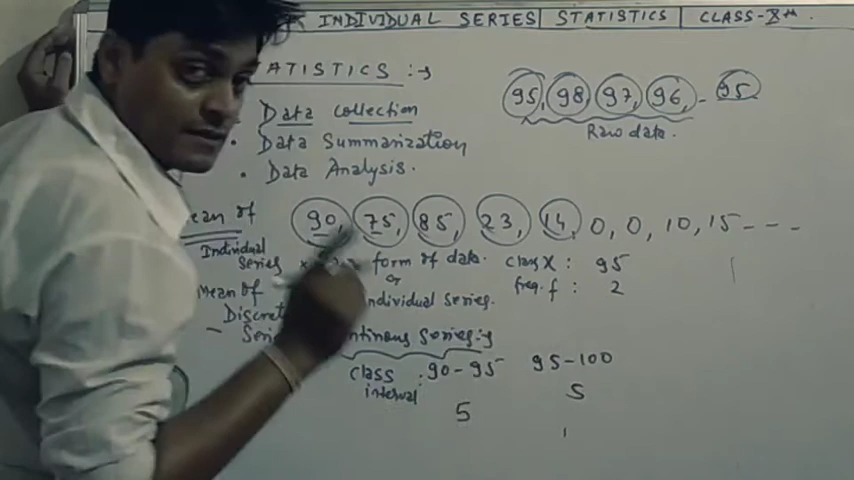 INDIVIDUAL SERIES | STATISTICS | CLASS-Xth.
ATISTICS :→
Data collection
• Data Summarization
• Data Analysis.
95, 98, 97, 96, - 95
Raw data.
ean of
Individual
series
90, 75, 85, 23, 14, 0, 0, 10, 15 - - -
form of data.
or
Individual series.
class X : 95
freq. f : 2
Mean of
Discret
Seri
ntinous Series :→
class : 90-95 95-100
interval
5 5